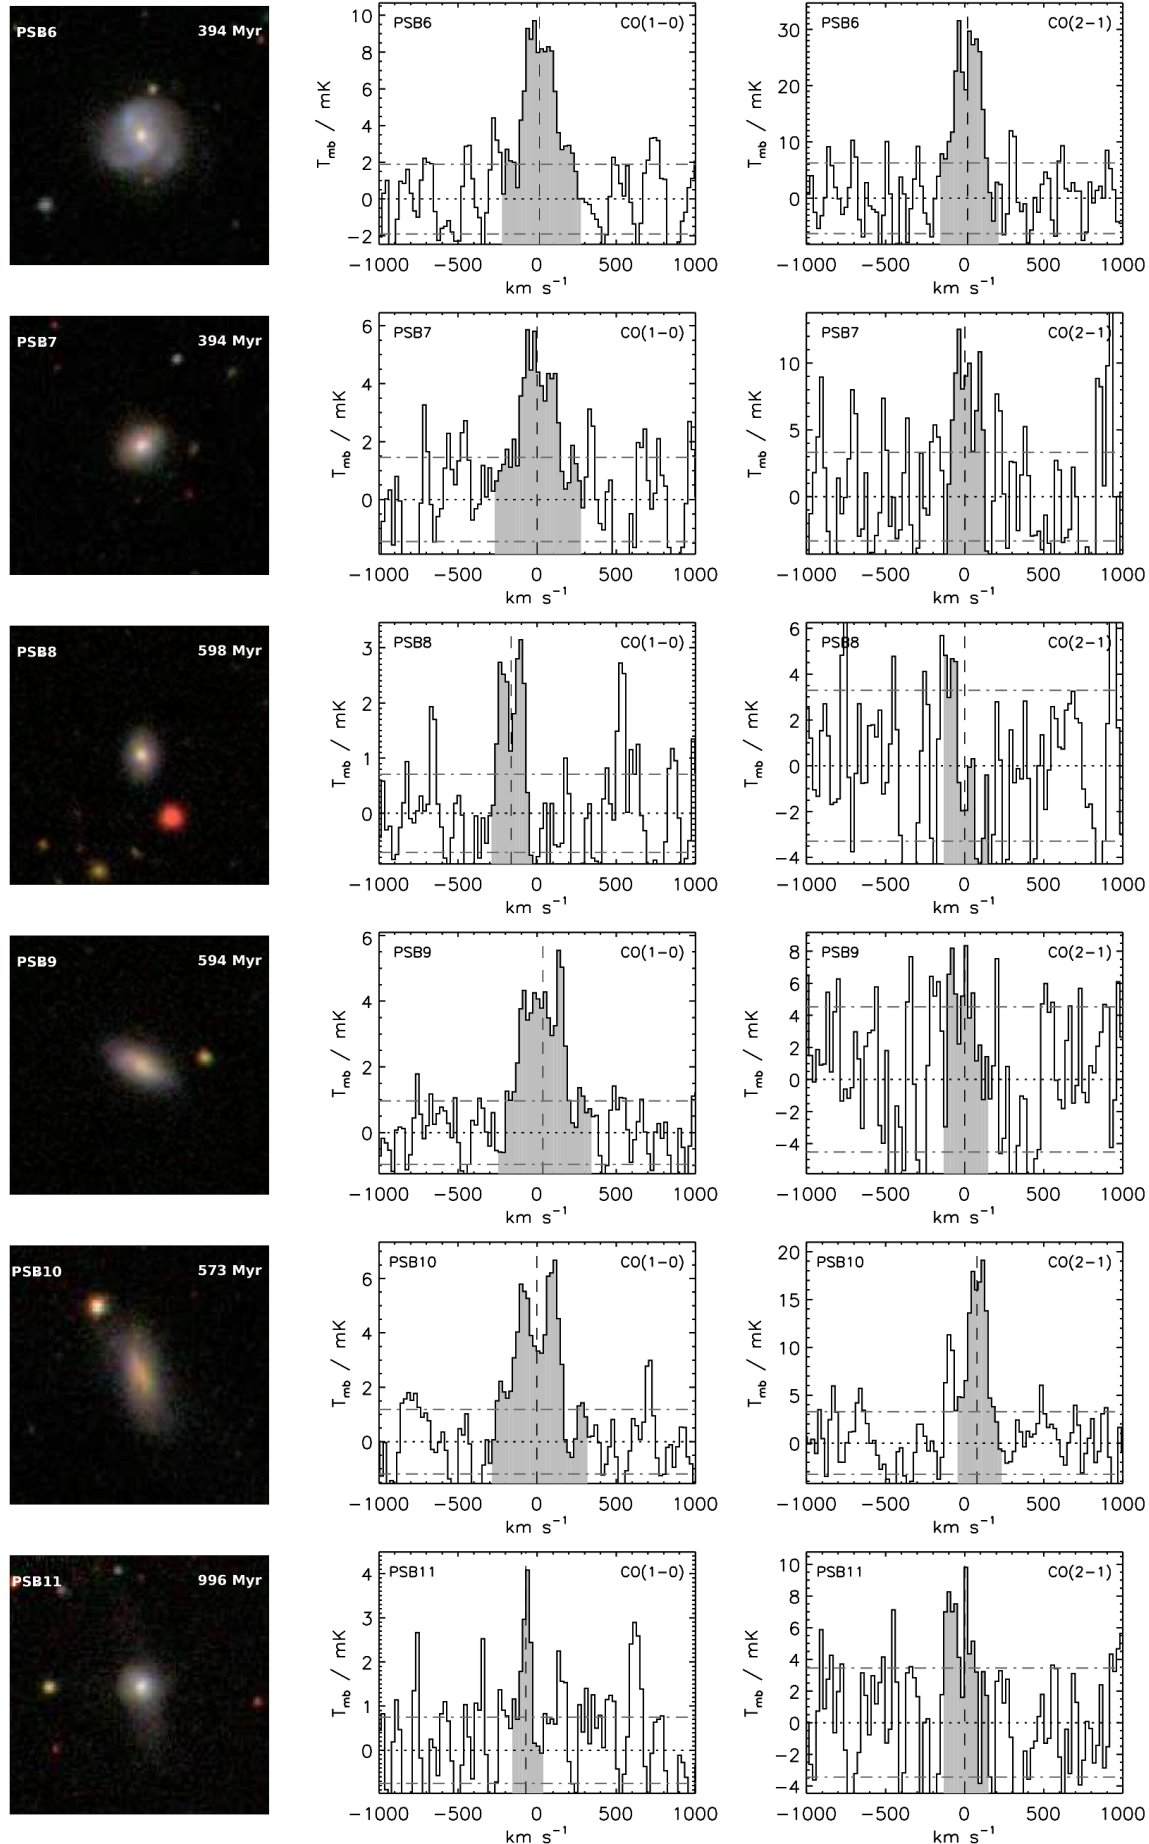 PSB6 394 Myr
PSB6 CO(1−0)
10
8
6
4
2
0
−2
T_mb / mK
−1000 −500 0 500 1000
km s⁻¹
PSB6 CO(2−1)
30
20
10
0
T_mb / mK
−1000 −500 0 500 1000
km s⁻¹
PSB7 394 Myr
PSB7 CO(1−0)
6
4
2
0
T_mb / mK
−1000 −500 0 500 1000
km s⁻¹
PSB7 CO(2−1)
10
5
0
T_mb / mK
−1000 −500 0 500 1000
km s⁻¹
PSB8 598 Myr
PSB8 CO(1−0)
3
2
1
0
T_mb / mK
−1000 −500 0 500 1000
km s⁻¹
PSB8 CO(2−1)
6
4
2
0
−2
−4
T_mb / mK
−1000 −500 0 500 1000
km s⁻¹
PSB9 594 Myr
PSB9 CO(1−0)
6
4
2
0
T_mb / mK
−1000 −500 0 500 1000
km s⁻¹
PSB9 CO(2−1)
8
6
4
2
0
−2
−4
T_mb / mK
−1000 −500 0 500 1000
km s⁻¹
PSB10 573 Myr
PSB10 CO(1−0)
6
4
2
0
T_mb / mK
−1000 −500 0 500 1000
km s⁻¹
PSB10 CO(2−1)
20
15
10
5
0
T_mb / mK
−1000 −500 0 500 1000
km s⁻¹
PSB11 996 Myr
PSB11 CO(1−0)
4
3
2
1
0
T_mb / mK
−1000 −500 0 500 1000
km s⁻¹
PSB11 CO(2−1)
10
8
6
4
2
0
−2
−4
T_mb / mK
−1000 −500 0 500 1000
km s⁻¹